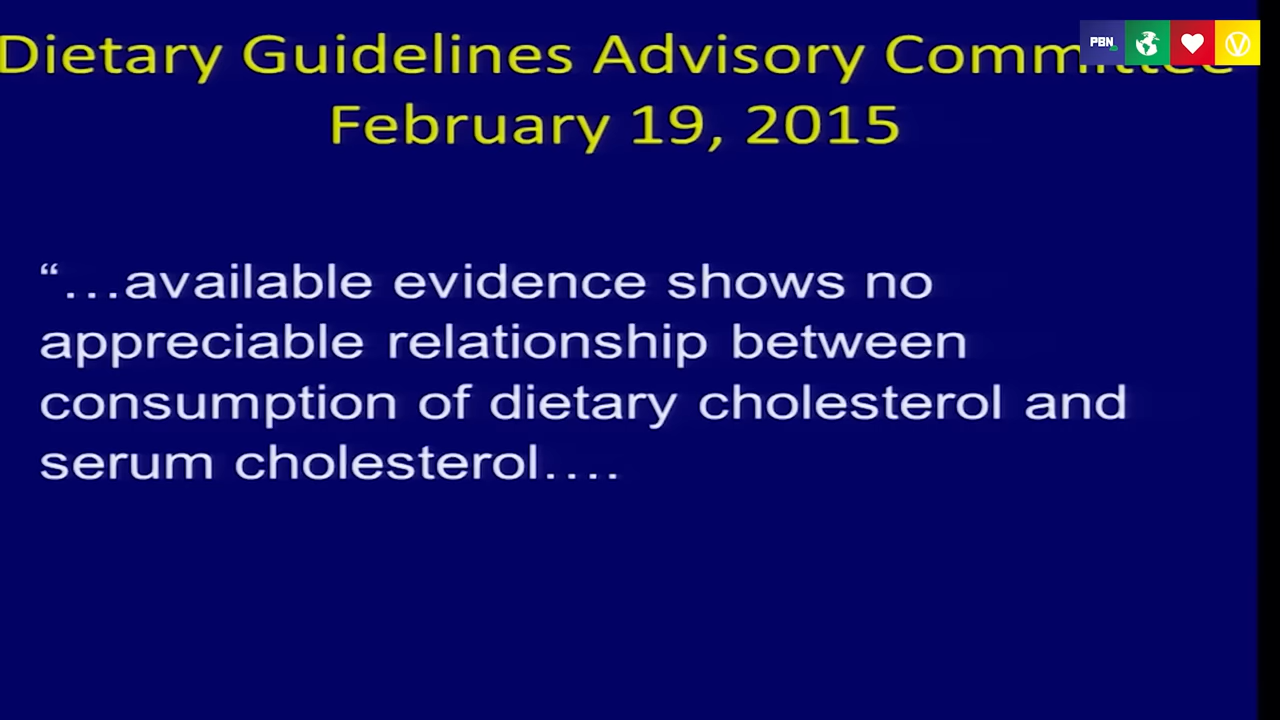 Dietary Guidelines Advisory Committee
PBN
February 19, 2015
“…available evidence shows no
appreciable relationship between
consumption of dietary cholesterol and
serum cholesterol….